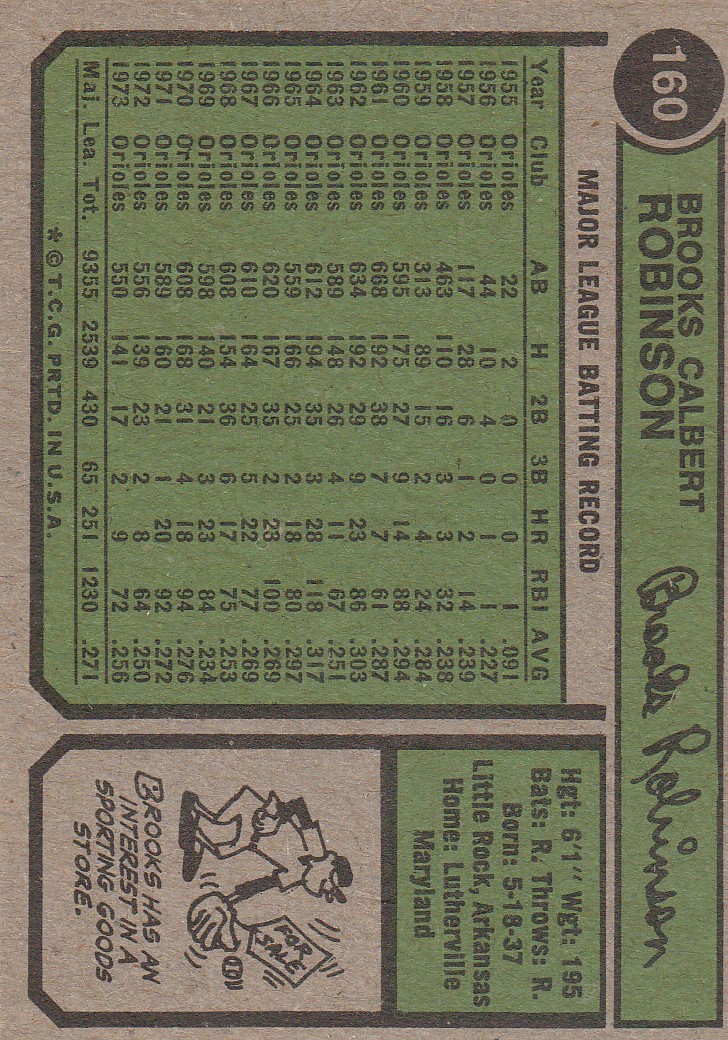 160
BROOKS CALBERT
ROBINSON
Brooks Robinson
MAJOR LEAGUE BATTING RECORD
Year Club AB H 2B 3B HR RBI AVG
1955 Orioles 22 2 0 0 0 1 .091
1956 Orioles 44 10 4 0 1 1 .227
1957 Orioles 117 28 6 1 2 14 .239
1958 Orioles 463 110 16 3 3 32 .238
1959 Orioles 313 89 15 2 4 24 .284
1960 Orioles 595 175 27 9 14 88 .294
1961 Orioles 668 192 38 7 7 61 .287
1962 Orioles 634 192 29 9 23 86 .303
1963 Orioles 589 148 26 4 11 67 .251
1964 Orioles 612 194 35 3 28 118 .317
1965 Orioles 559 166 25 2 18 80 .297
1966 Orioles 620 167 35 2 23 100 .269
1967 Orioles 610 164 25 5 22 77 .269
1968 Orioles 608 154 36 6 17 75 .253
1969 Orioles 598 140 21 3 23 84 .234
1970 Orioles 608 168 31 4 18 94 .276
1971 Orioles 589 160 21 1 20 92 .272
1972 Orioles 556 139 23 2 8 64 .250
1973 Orioles 550 141 17 2 9 72 .256
Maj. Lea. Tot. 9355 2539 430 65 251 1230 .271
* © T.C.G. PRTD. IN U.S.A.
Hgt: 6'1" Wgt: 195
Bats: R. Throws: R.
Born: 5-18-37
Little Rock, Arkansas
Home: Lutherville
Maryland
FOR
SALE
BROOKS HAS AN
INTEREST IN A
SPORTING GOODS
STORE.